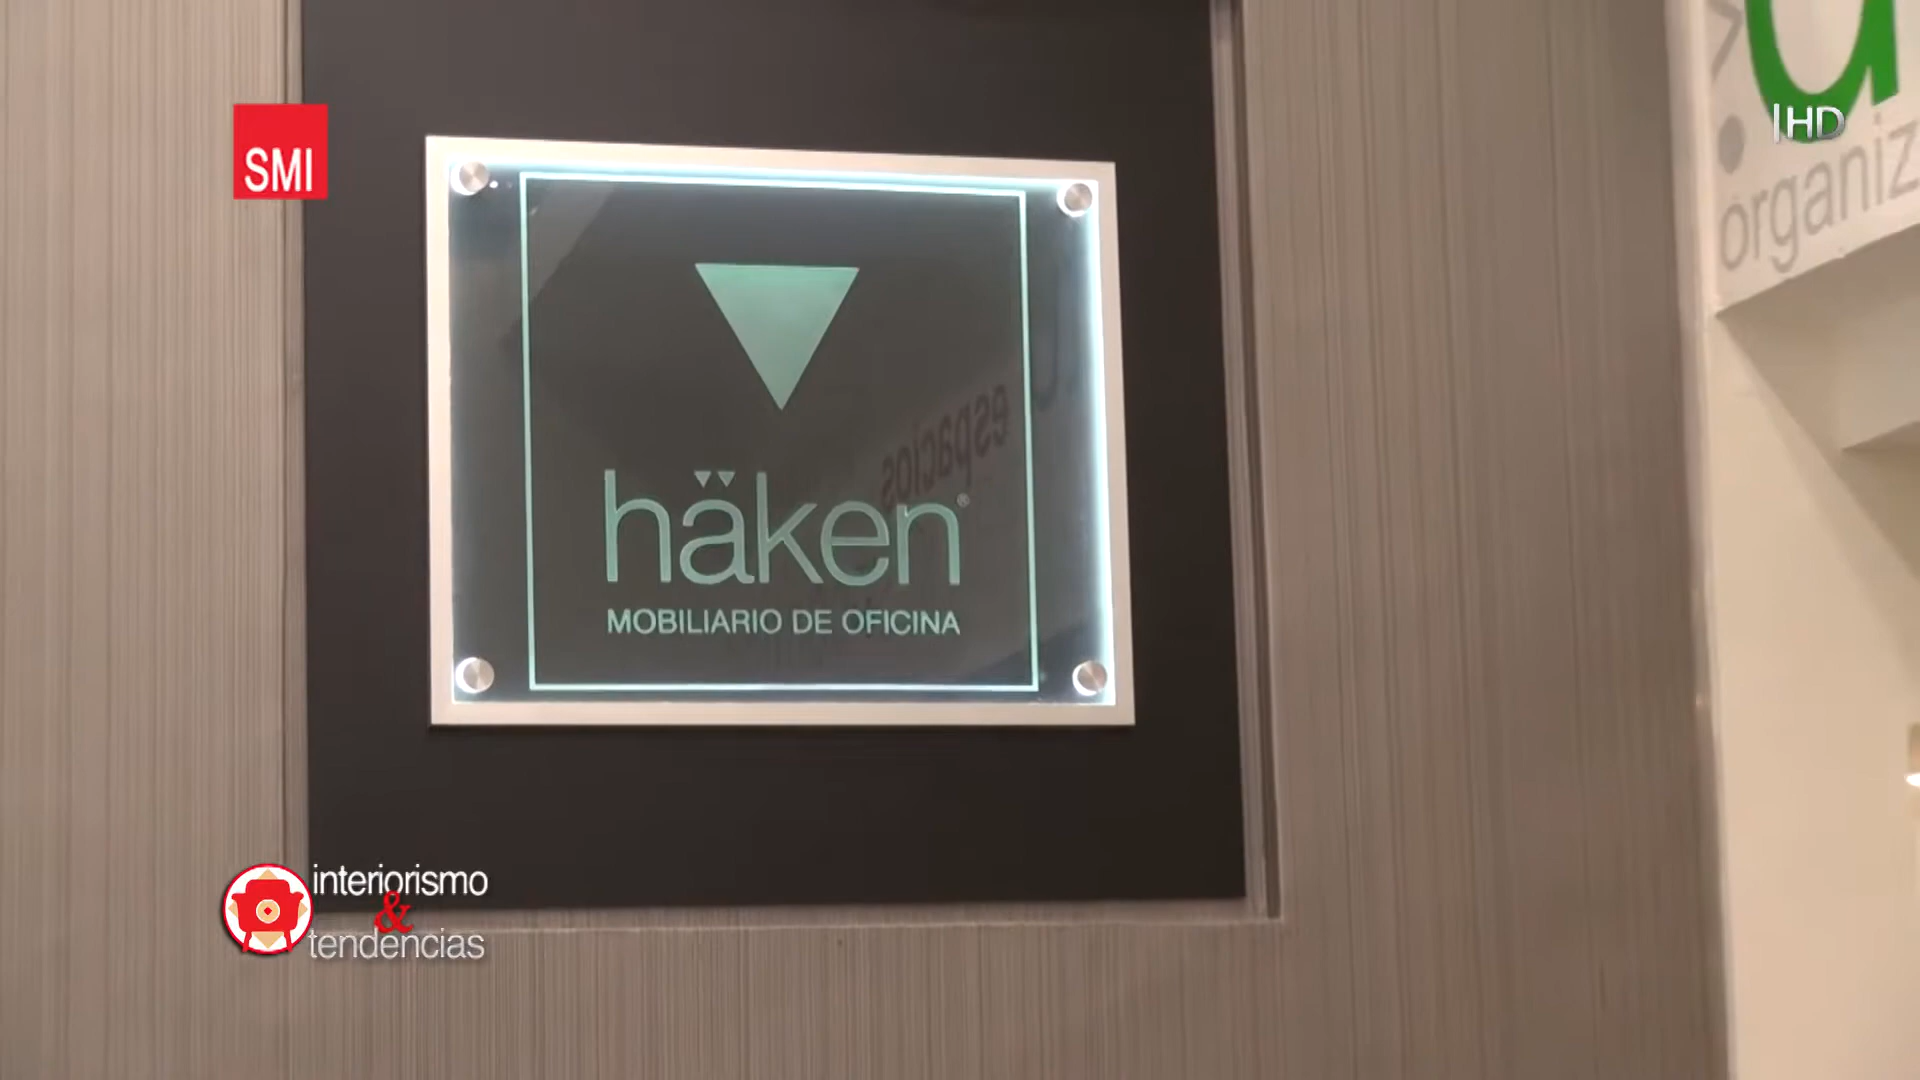 SMI
HD
organiz
espacios
häken®
MOBILIARIO DE OFICINA
interiorismo
&
tendencias